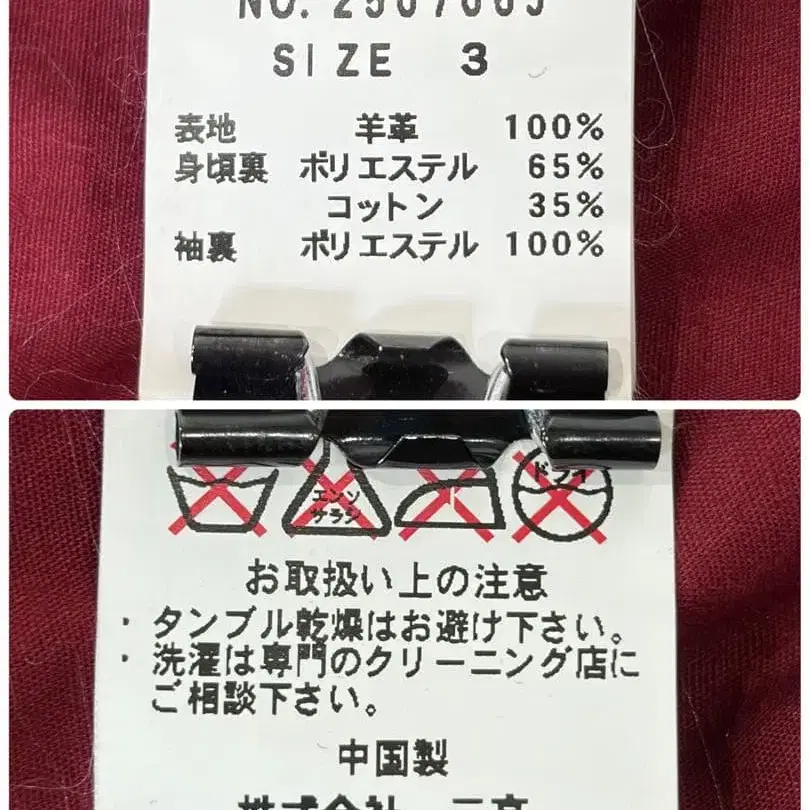 SIZE 3
表地 羊革 100%
身頃裏 ポリエステル 65%
コットン 35%
袖裏 ポリエステル 100%
エンソ
サラシ
お取扱い上の注意
・タンブル乾燥はお避け下さい。
・洗濯は専門のクリーニング店に
ご相談下さい。
中国製
株式会社